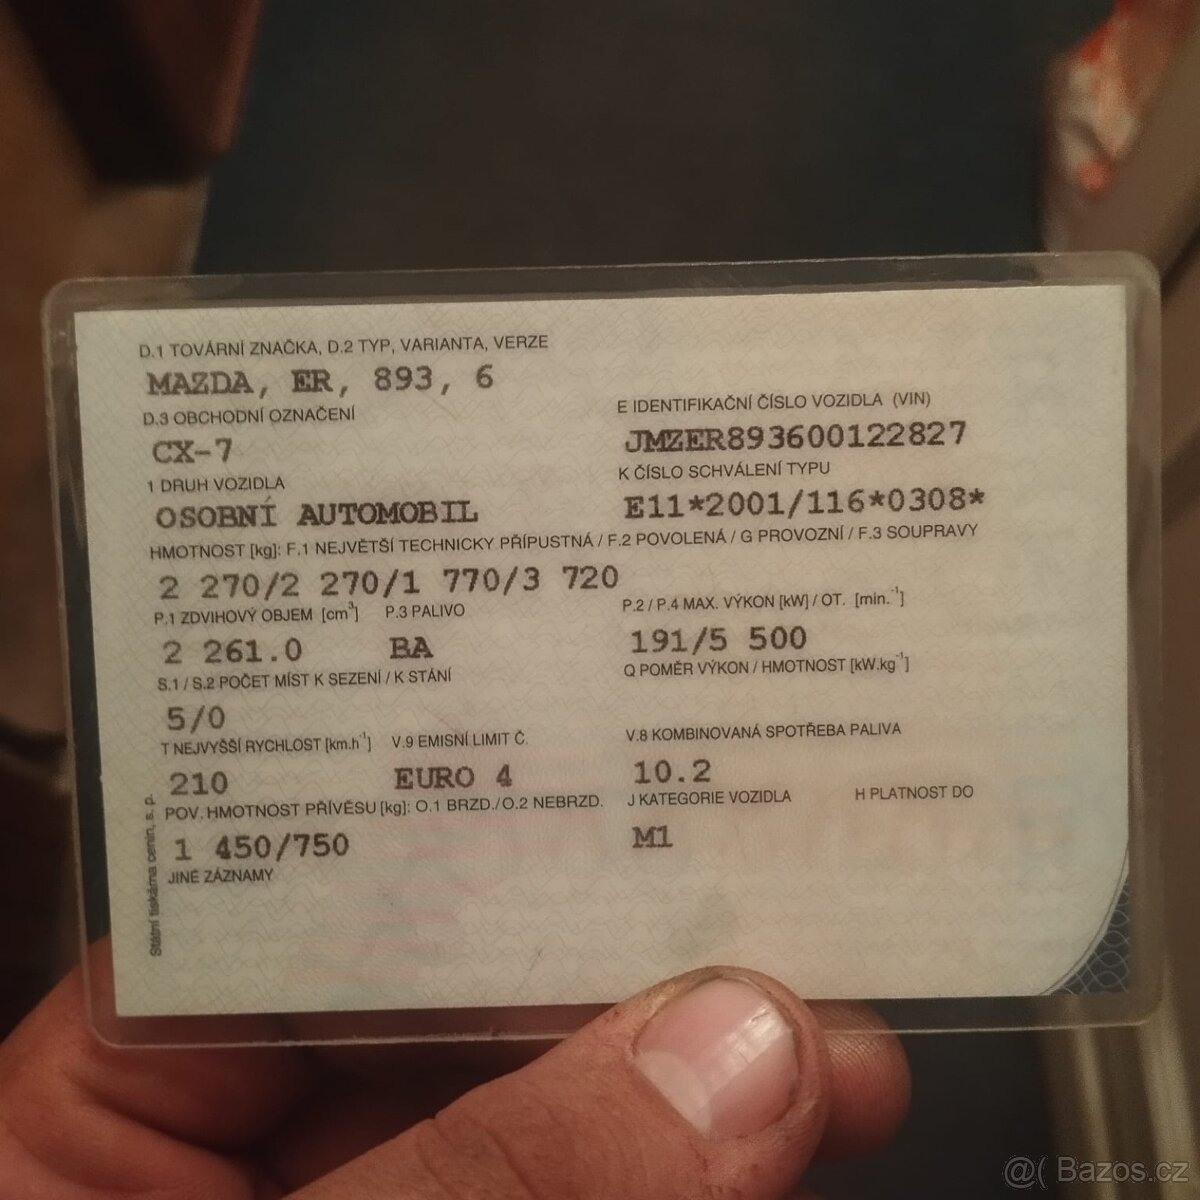 D.1 TOVÁRNÍ ZNAČKA, D.2 TYP, VARIANTA, VERZE
MAZDA, ER, 893, 6
D.3 OBCHODNÍ OZNAČENÍ
CX-7
E IDENTIFIKAČNÍ ČÍSLO VOZIDLA (VIN)
JMZER893600122827
1 DRUH VOZIDLA
OSOBNÍ AUTOMOBIL
K ČÍSLO SCHVÁLENÍ TYPU
E11*2001/116*0308*
HMOTNOST [kg]: F.1 NEJVĚTŠÍ TECHNICKY PŘÍPUSTNÁ / F.2 POVOLENÁ / G PROVOZNÍ / F.3 SOUPRAVY
2 270/2 270/1 770/3 720
P.1 ZDVIHOVÝ OBJEM [cm³] P.3 PALIVO P.2 / P.4 MAX. VÝKON [kW] / OT. [min.⁻¹]
2 261.0 BA 191/5 500
S.1 / S.2 POČET MÍST K SEZENÍ / K STÁNÍ Q POMĚR VÝKON / HMOTNOST [kW.kg⁻¹]
5/0
T NEJVYŠŠÍ RYCHLOST [km.h⁻¹] V.9 EMISNÍ LIMIT Č. V.8 KOMBINOVANÁ SPOTŘEBA PALIVA
210 EURO 4 10.2
POV. HMOTNOST PŘÍVĚSU [kg]: O.1 BRZD./O.2 NEBRZD. J KATEGORIE VOZIDLA H PLATNOST DO
1 450/750 M1
JINÉ ZÁZNAMY
Státní tiskárna cenin, s. p.
@( Bazos.cz